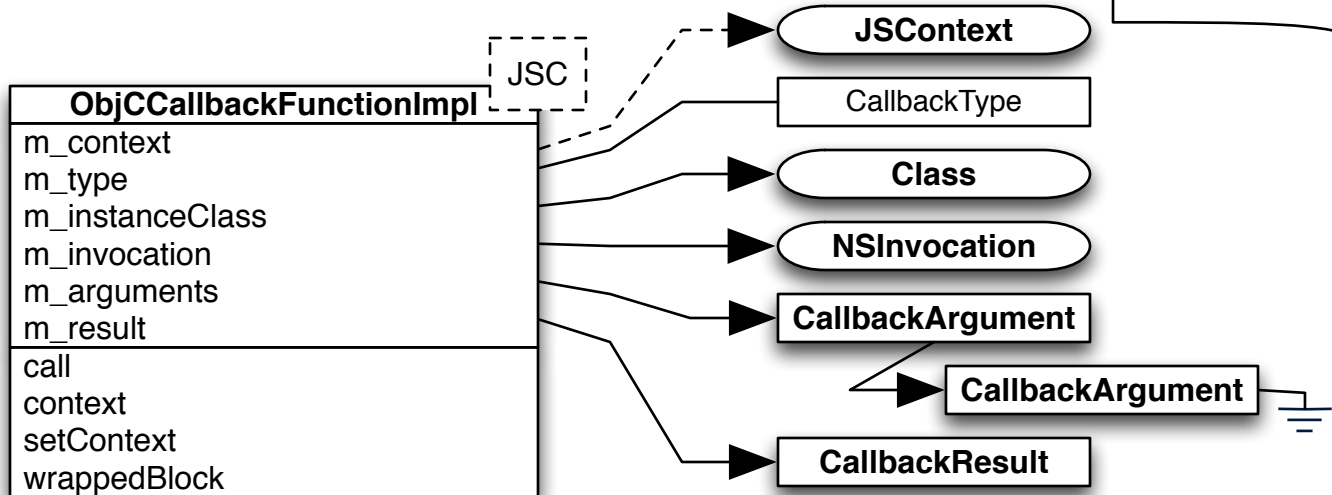 JSC
ObjCCallbackFunctionImpl
m_context
m_type
m_instanceClass
m_invocation
m_arguments
m_result
call
context
setContext
wrappedBlock
JSContext
CallbackType
Class
NSInvocation
CallbackArgument
CallbackArgument
CallbackResult